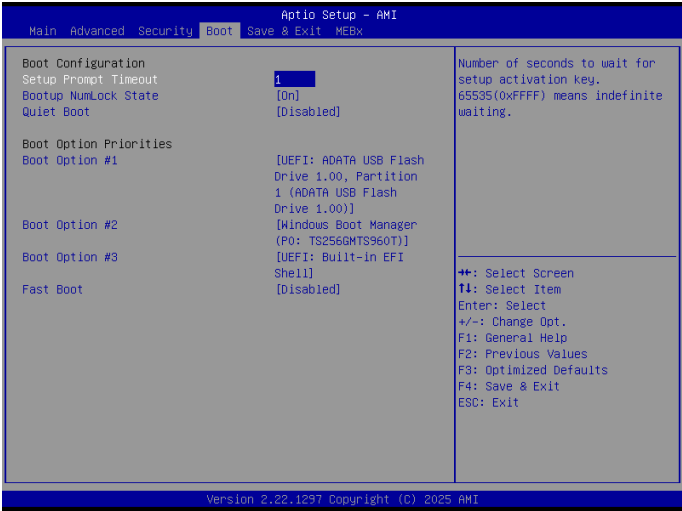 Aptio Setup – AMI
Main Advanced Security Boot Save & Exit MEBx
Boot Configuration
Setup Prompt Timeout 1
Bootup NumLock State [On]
Quiet Boot [Disabled]
Boot Option Priorities
Boot Option #1 [UEFI: ADATA USB Flash
Drive 1.00, Partition
1 (ADATA USB Flash
Drive 1.00)]
Boot Option #2 [Windows Boot Manager
(P0: TS256GMTS960T)]
Boot Option #3 [UEFI: Built-in EFI
Shell]
Fast Boot [Disabled]
Number of seconds to wait for
setup activation key.
65535(0xFFFF) means indefinite
waiting.
→←: Select Screen
↑↓: Select Item
Enter: Select
+/-: Change Opt.
F1: General Help
F2: Previous Values
F3: Optimized Defaults
F4: Save & Exit
ESC: Exit
Version 2.22.1297 Copyright (C) 2025 AMI